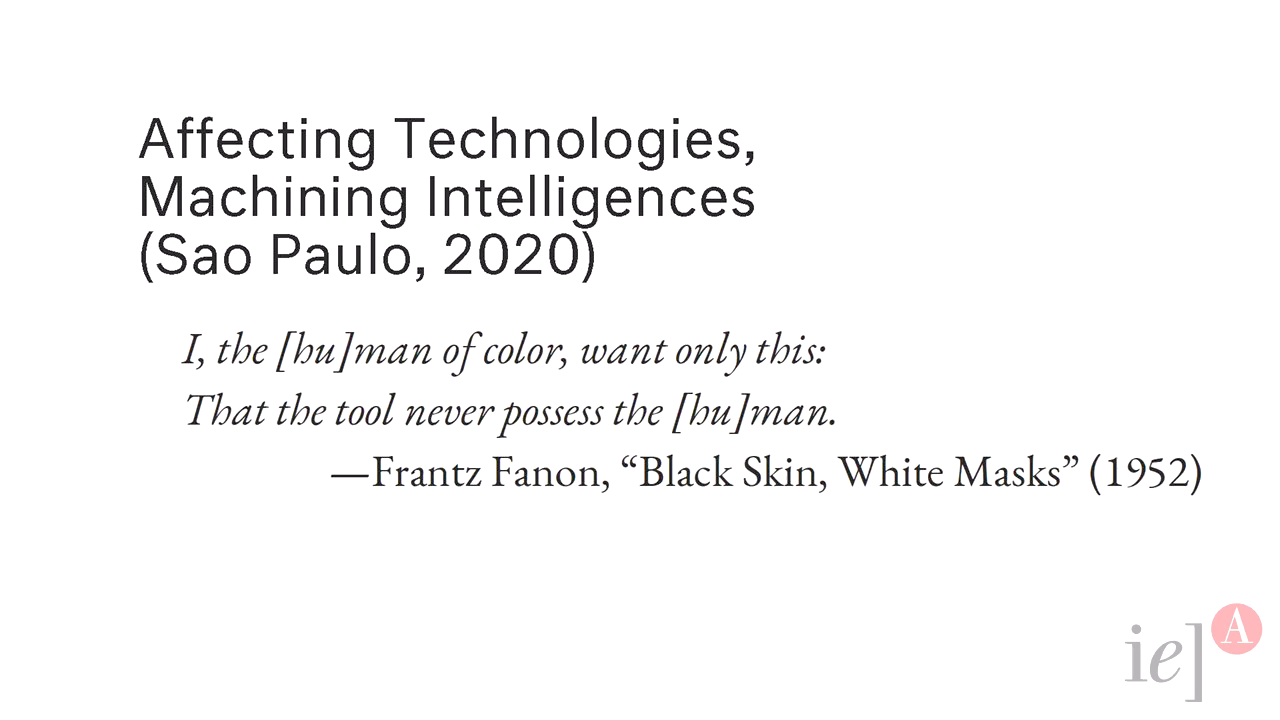 Affecting Technologies,
Machining Intelligences
(Sao Paulo, 2020)
I, the [hu]man of color, want only this:
That the tool never possess the [hu]man.
—Frantz Fanon, “Black Skin, White Masks” (1952)
ie] A